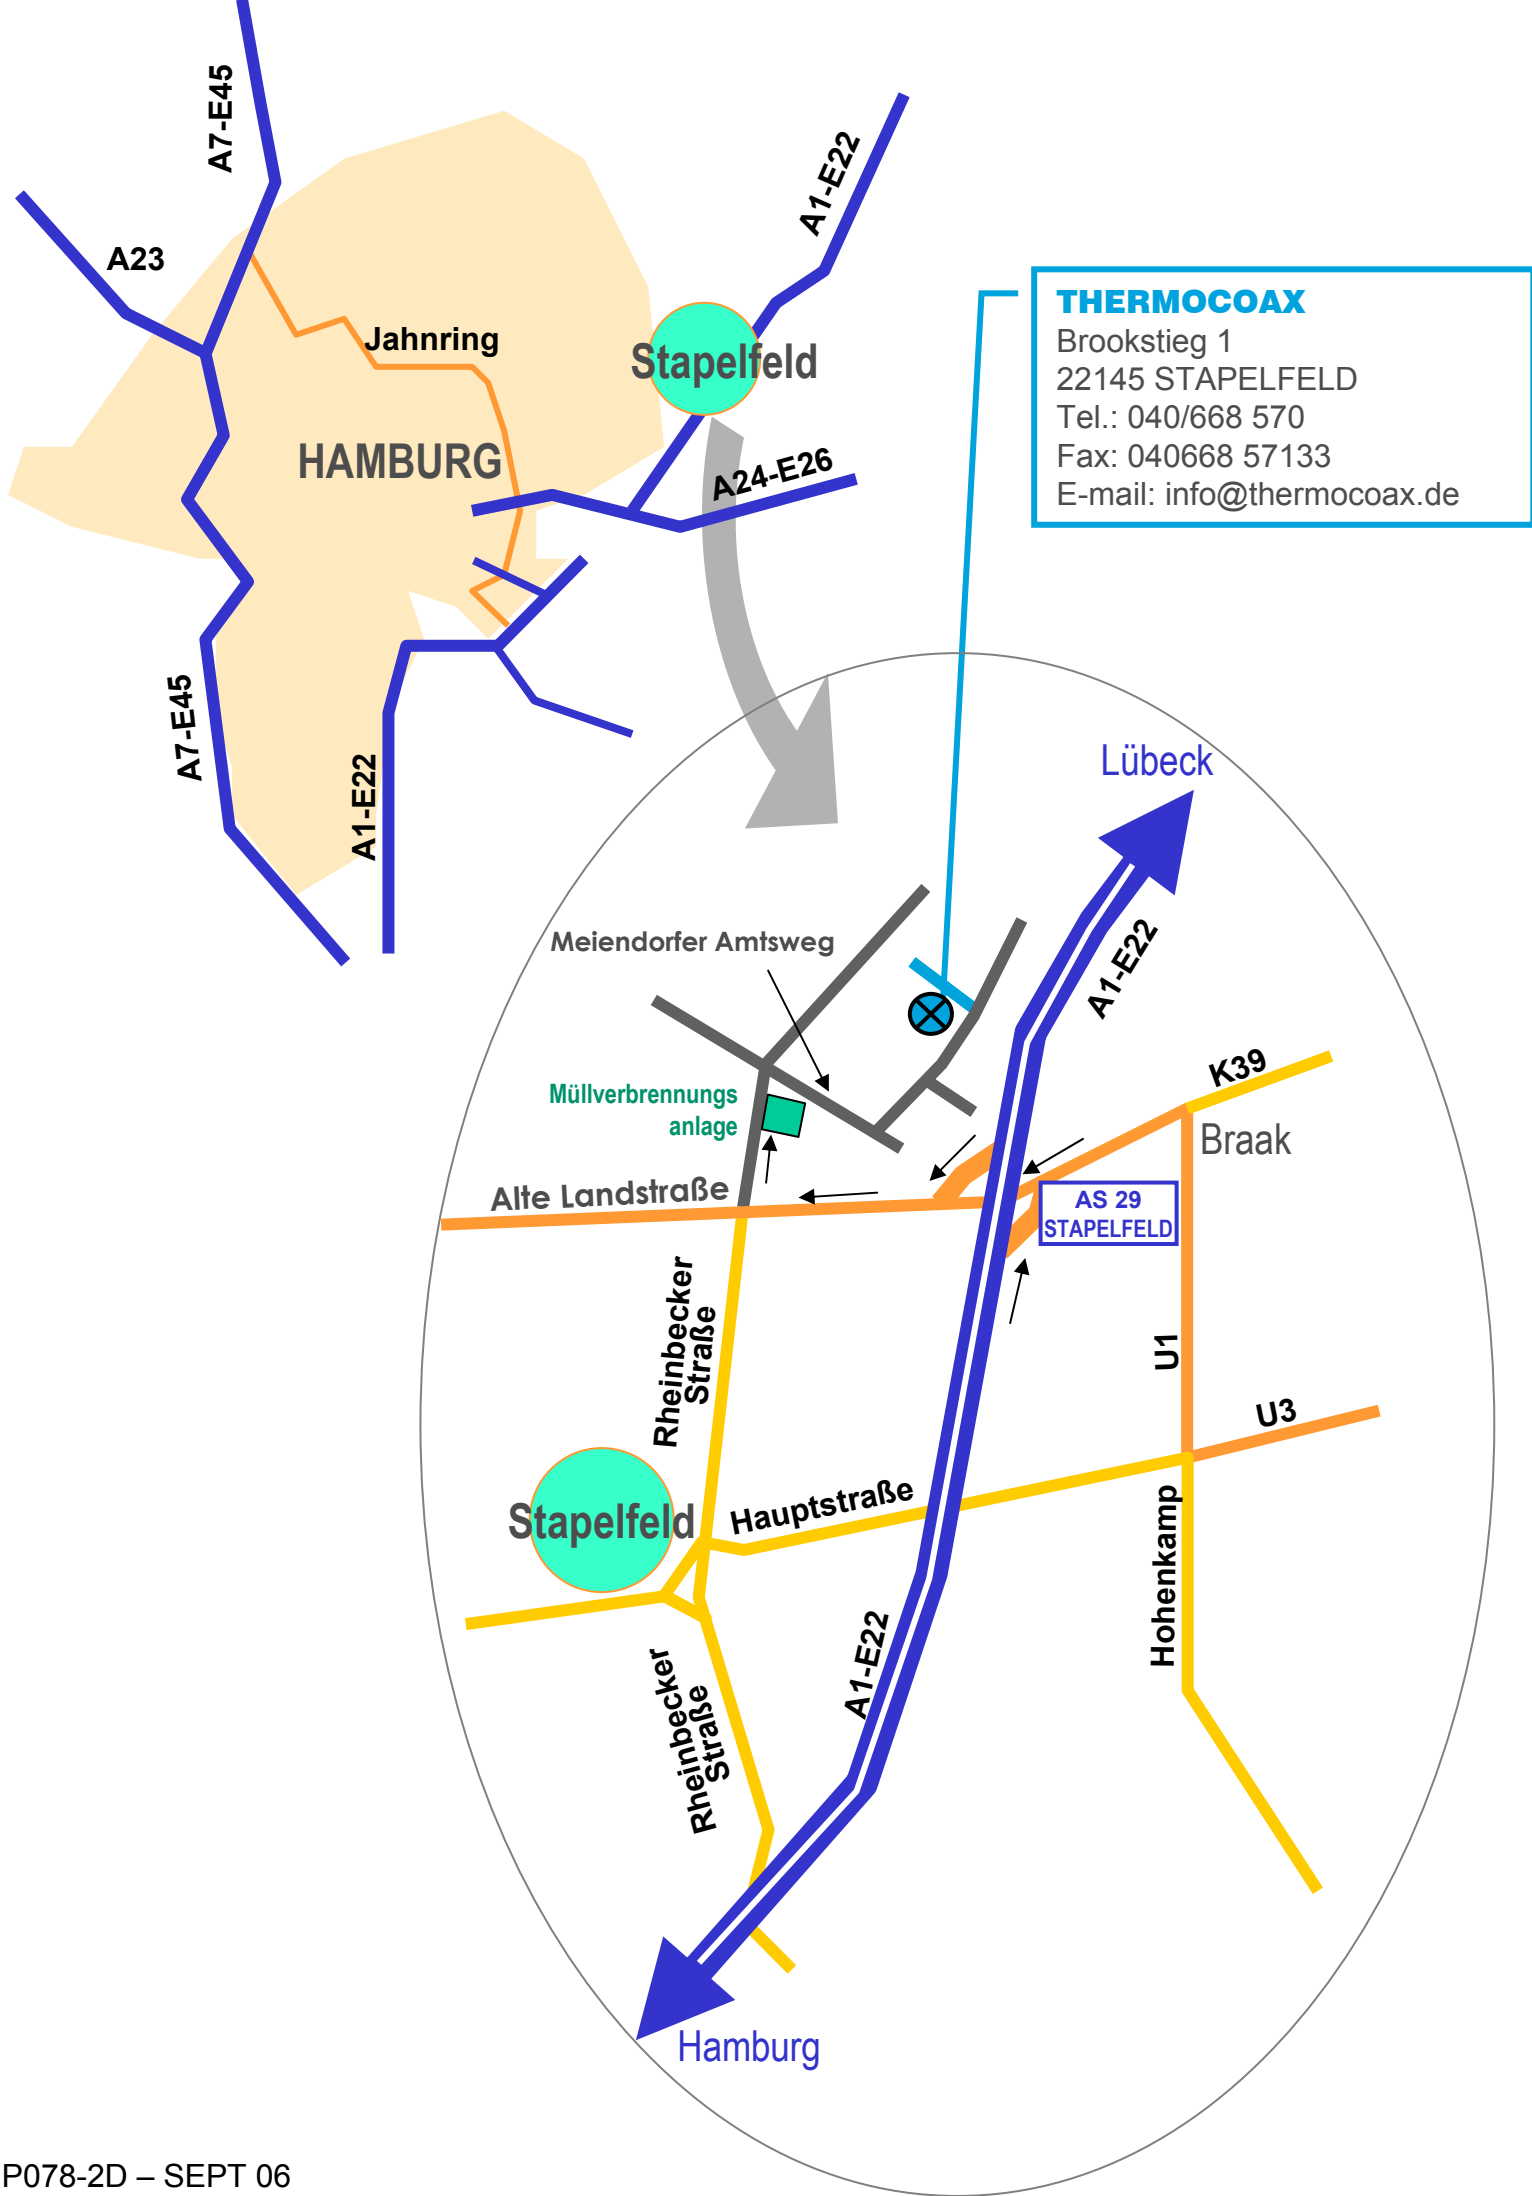 A7-E45
A23
Jahnring
HAMBURG
A1-E22
Stapelfeld
A24-E26
A7-E45
A1-E22
THERMOCOAX
Brookstieg 1
22145 STAPELFELD
Tel.: 040/668 570
Fax: 040668 57133
E-mail: info@thermocoax.de
Lübeck
Meiendorfer Amtsweg
A1-E22
K39
Müllverbrennungs
anlage
Braak
Alte Landstraße
AS 29
STAPELFELD
Rheinbecker
Straße
U1
U3
Stapelfeld
Hauptstraße
Hohenkamp
A1-E22
Rheinbecker
Straße
Hamburg
P078-2D – SEPT 06